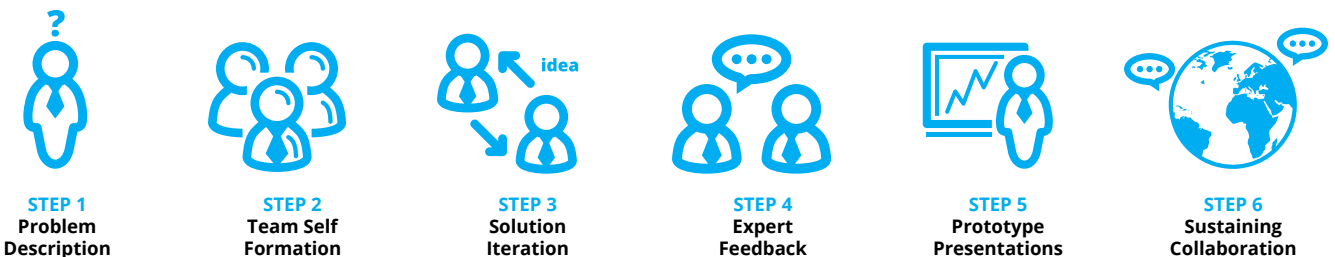 ?
idea
STEP 1
Problem
Description
STEP 2
Team Self
Formation
STEP 3
Solution
Iteration
STEP 4
Expert
Feedback
STEP 5
Prototype
Presentations
STEP 6
Sustaining
Collaboration